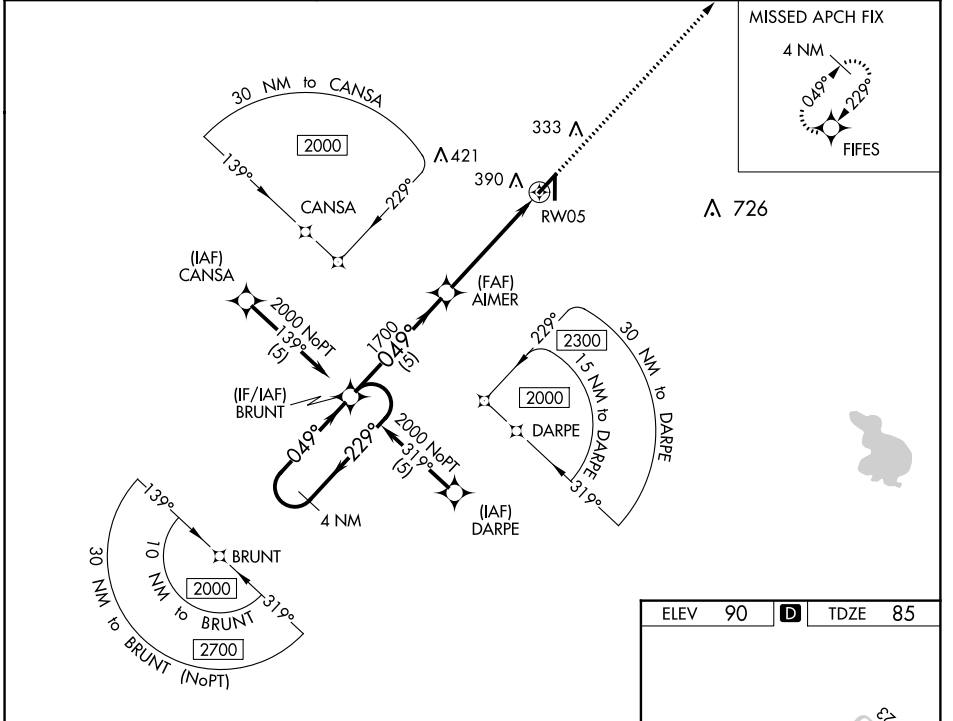 MISSED APCH FIX
4 NM
049°
229°
FIFES
30 NM to CANSA
2000
139°
229°
CANSA
421
333
390
RW05
726
(IAF)
CANSA
2000 NoPT
139°
(5)
(FAF)
AIMER
1700
049°
(5)
(IF/IAF)
BRUNT
049°
229°
4 NM
2000 NoPT
319°
(5)
(IAF)
DARPE
229°
2300
30 NM to DARPE
15 NM to DARPE
2000
DARPE
319°
139°
BRUNT
319°
10 NM to BRUNT
2000
30 NM to BRUNT (NoPT)
2700
ELEV 90 D TDZE 85
23